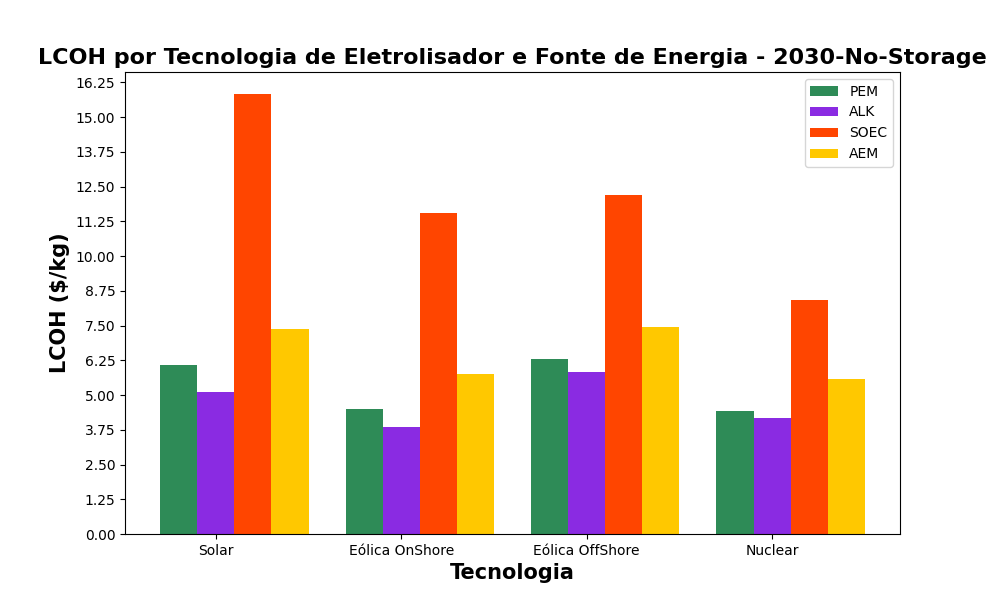 LCOH por Tecnologia de Eletrolisador e Fonte de Energia - 2030-No-Storage
LCOH ($/kg)
16.25
15.00
13.75
12.50
11.25
10.00
8.75
7.50
6.25
5.00
3.75
2.50
1.25
0.00
PEM
ALK
SOEC
AEM
Solar
Eólica OnShore
Eólica OffShore
Nuclear
Tecnologia